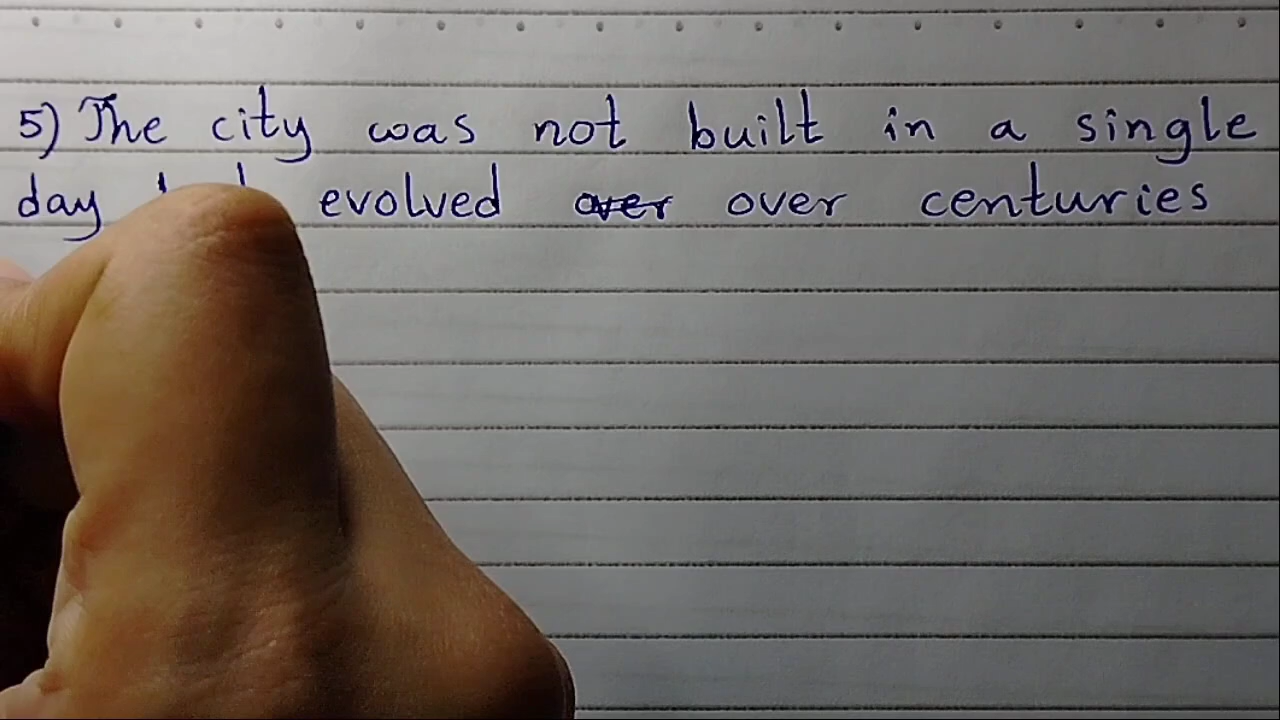 5) The city was not built in a single
day evolved over over centuries